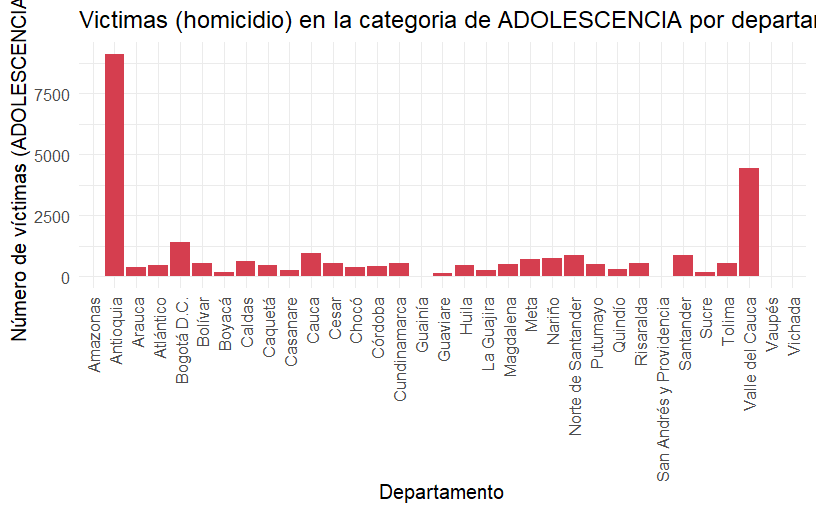 Victimas (homicidio) en la categoria de ADOLESCENCIA por departar
Número de víctimas (ADOLESCENCIA
7500
5000
2500
0
Amazonas
Antioquia
Arauca
Atlántico
Bogotá D.C.
Bolívar
Boyacá
Caldas
Caquetá
Casanare
Cauca
Cesar
Chocó
Córdoba
Cundinamarca
Guainía
Guaviare
Huila
La Guajira
Magdalena
Meta
Nariño
Norte de Santander
Putumayo
Quindío
Risaralda
San Andrés y Providencia
Santander
Sucre
Tolima
Valle del Cauca
Vaupés
Vichada
Departamento